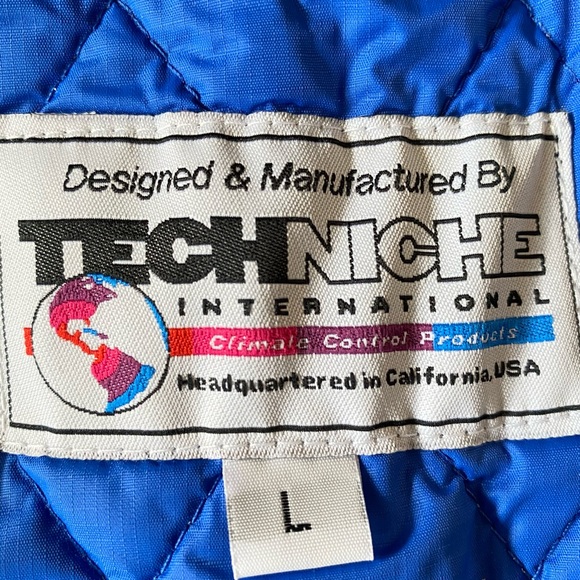 Designed & Manufactured By
TECHNICHE
INTERNATIONAL
Climate Control Products
Headquartered in California, USA
L